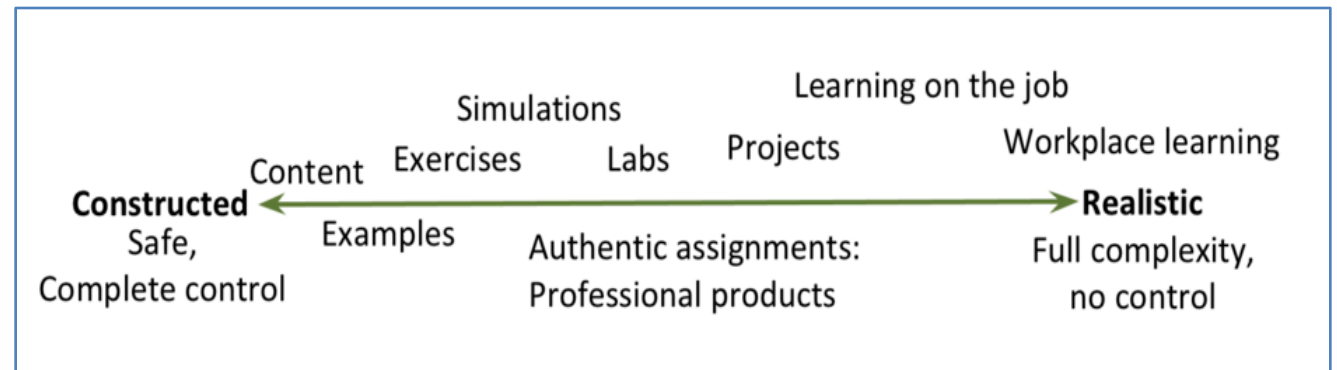 Learning on the job
Simulations
Projects
Workplace learning
Content
Exercises
Labs
Constructed
Realistic
Safe,
Complete control
Examples
Authentic assignments:
Professional products
Full complexity,
no control